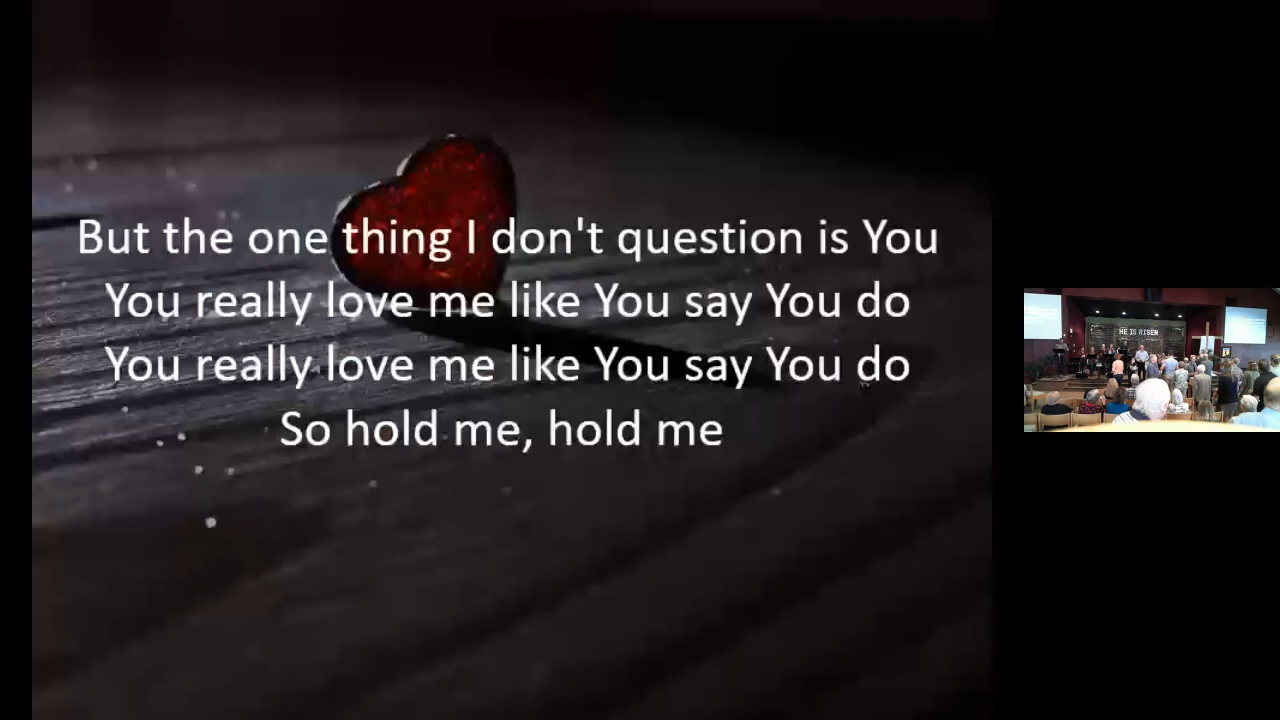 But the one thing I don't question is You
You really love me like You say You do
You really love me like You say You do
So hold me, hold me
HE IS RISEN